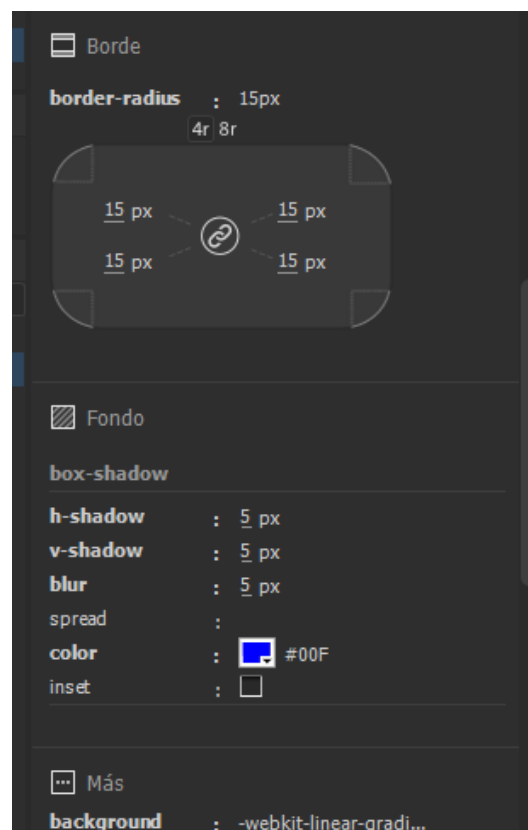 Borde
border-radius : 15px
4r 8r
15 px 15 px
15 px 15 px
Fondo
box-shadow
h-shadow : 5 px
v-shadow : 5 px
blur : 5 px
spread :
color : #00F
inset :
Más
background : -webkit-linear-gradi...